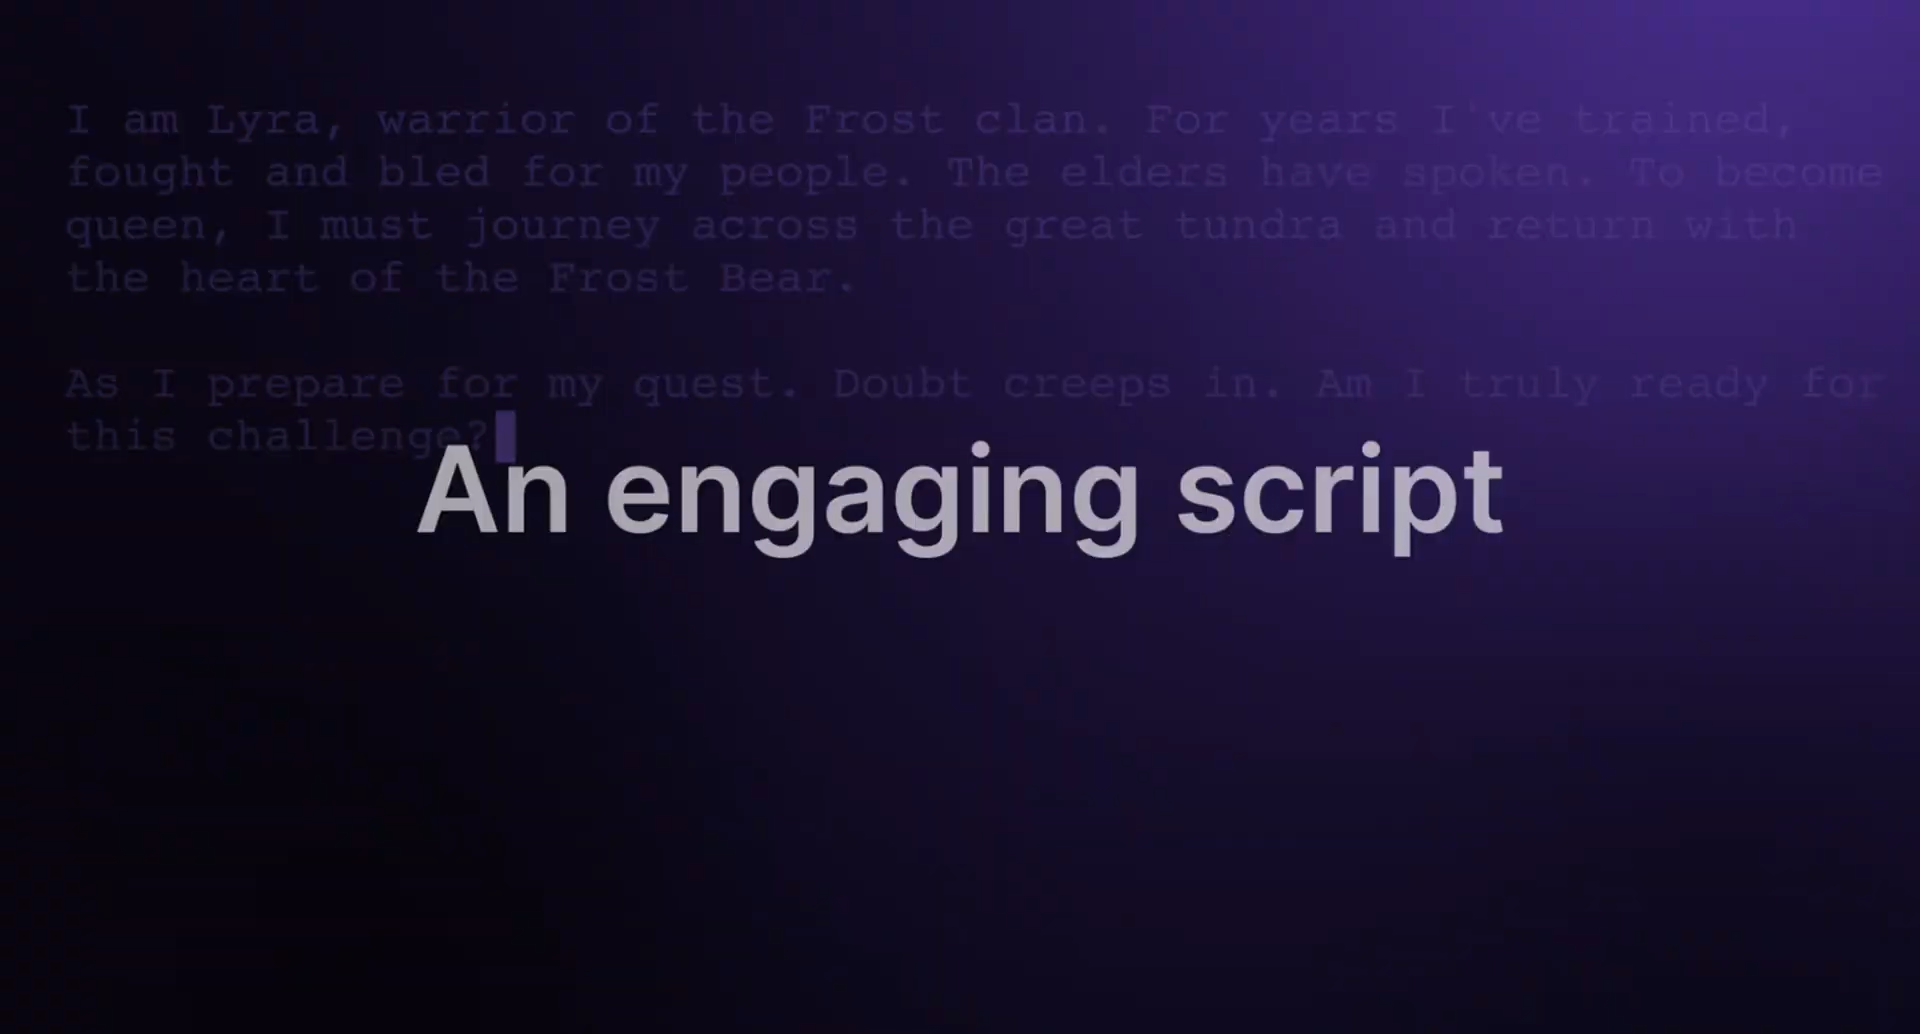 I am Lyra, warrior of the Frost clan. For years I've trained,
fought and bled for my people. The elders have spoken. To become
queen, I must journey across the great tundra and return with
the heart of the Frost Bear.
As I prepare for my quest. Doubt creeps in. Am I truly ready for
this challenge?
An engaging script